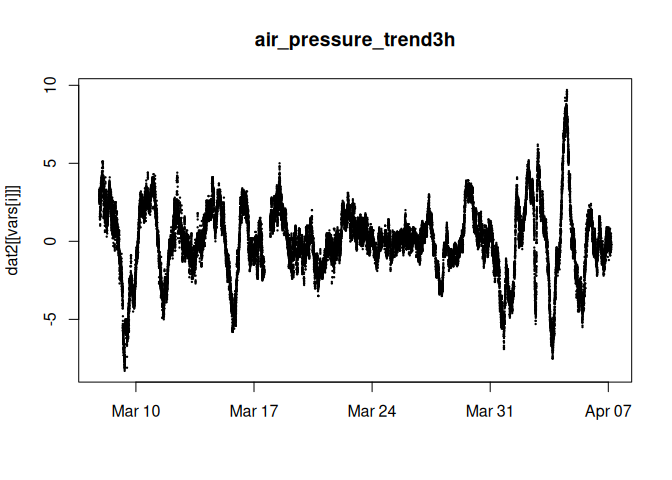 air_pressure_trend3h
dat2[[vars[i]]]
10
5
0
-5
Mar 10
Mar 17
Mar 24
Mar 31
Apr 07